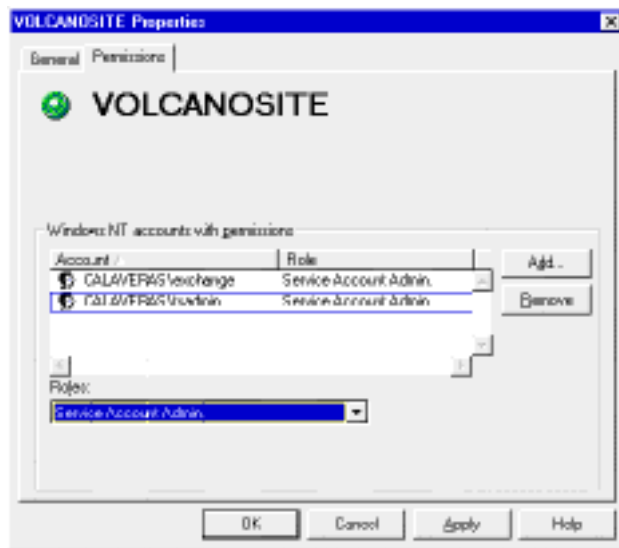 VOLCANOSITE Properties
General Permissions
VOLCANOSITE
Windows NT accounts with permissions
Account / Role
CALAVERAS\exchange Service Account Admin.
CALAVERAS\ Service Account Admin.
Add...
Remove
Roles:
Service Account Admin.
OK Cancel Apply Help